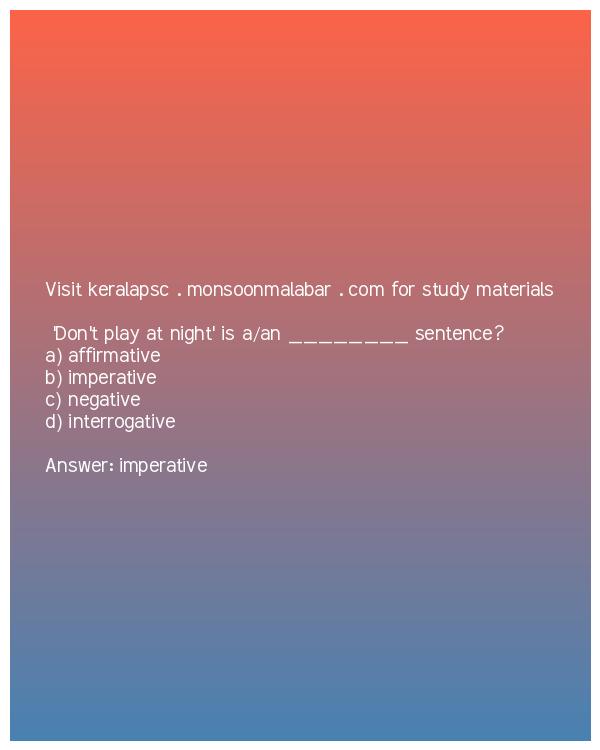 Visit keralapsc . monsoonmalabar . com for study materials
'Don't play at night' is a/an ________ sentence?
a) affirmative
b) imperative
c) negative
d) interrogative
Answer: imperative